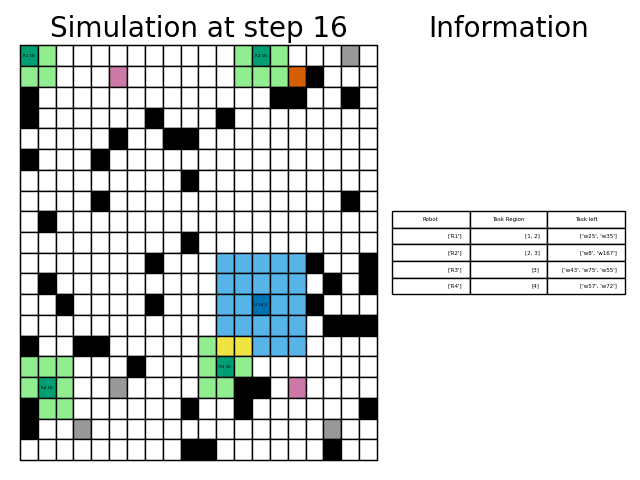 Simulation at step 16
Information
Robot Task Region Task left
['R1'] [1, 2] ['w25', 'w35']
['R2'] [2, 3] ['w8', 'w167']
['R3'] [3] ['w43', 'w75', 'w55']
['R4'] [4] ['w57', 'w72']